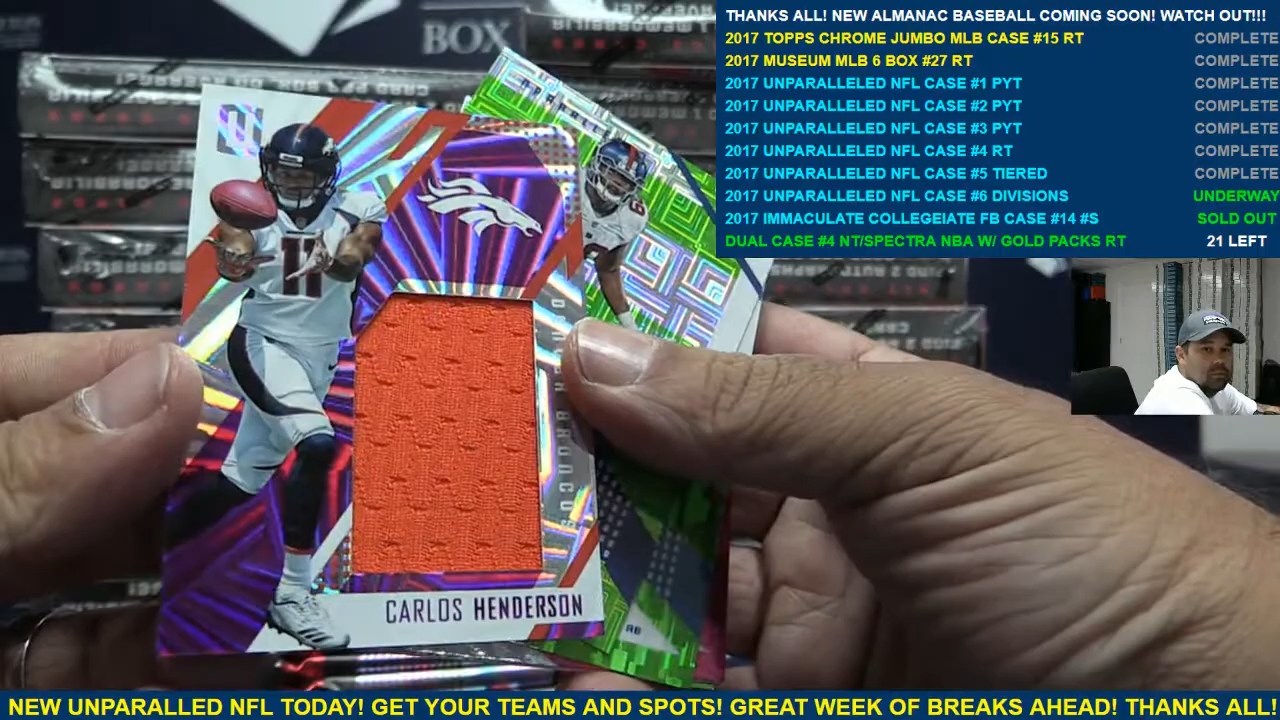 THANKS ALL! NEW ALMANAC BASEBALL COMING SOON! WATCH OUT!!!
2017 TOPPS CHROME JUMBO MLB CASE #15 RT COMPLETE
2017 MUSEUM MLB 6 BOX #27 RT COMPLETE
2017 UNPARALLELED NFL CASE #1 PYT COMPLETE
2017 UNPARALLELED NFL CASE #2 PYT COMPLETE
2017 UNPARALLELED NFL CASE #3 PYT COMPLETE
2017 UNPARALLELED NFL CASE #4 RT COMPLETE
2017 UNPARALLELED NFL CASE #5 TIERED COMPLETE
2017 UNPARALLELED NFL CASE #6 DIVISIONS UNDERWAY
2017 IMMACULATE COLLEGEIATE FB CASE #14 #S SOLD OUT
DUAL CASE #4 NT/SPECTRA NBA W/ GOLD PACKS RT 21 LEFT
BOX
11
DENVER BRONCOS
CARLOS HENDERSON
RB
NEW UNPARALLED NFL TODAY! GET YOUR TEAMS AND SPOTS! GREAT WEEK OF BREAKS AHEAD! THANKS ALL!